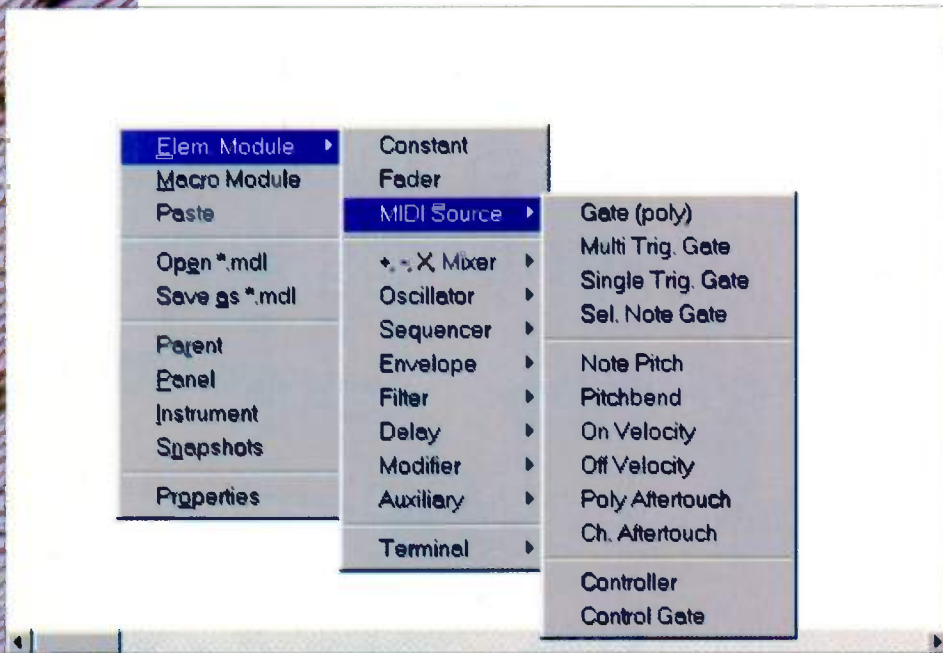 Elem. Module
Macro Module
Paste
Open *.mdl
Save as *.mdl
Parent
Panel
Instrument
Snapshots
Properties
Constant
Fader
MIDI Source
+, -, X, Mixer
Oscillator
Sequencer
Envelope
Filter
Delay
Modifier
Auxiliary
Terminal
Gate (poly)
Multi Trig. Gate
Single Trig. Gate
Sel. Note Gate
Note Pitch
Pitchbend
On Velocity
Off Velocity
Poly Aftertouch
Ch. Aftertouch
Controller
Control Gate